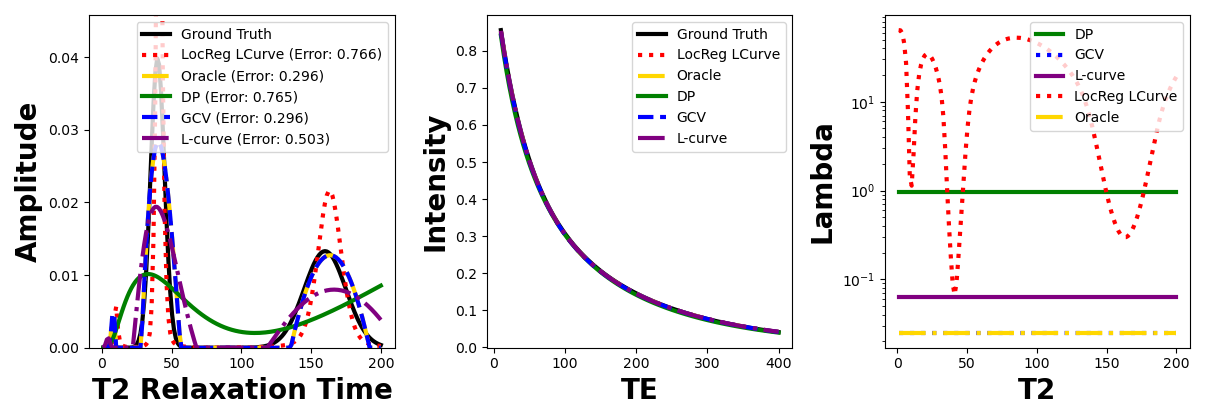 Amplitude
0.04
0.03
0.02
0.01
0.00
Ground Truth
LocReg LCurve (Error: 0.766)
Oracle (Error: 0.296)
DP (Error: 0.765)
GCV (Error: 0.296)
L-curve (Error: 0.503)
0 50 100 150 200
T2 Relaxation Time
Intensity
0.8
0.7
0.6
0.5
0.4
0.3
0.2
0.1
0.0
Ground Truth
LocReg LCurve
Oracle
DP
GCV
L-curve
0 100 200 300 400
TE
Lambda
10¹
10⁰
10⁻¹
DP
GCV
L-curve
LocReg LCurve
Oracle
0 50 100 150 200
T2